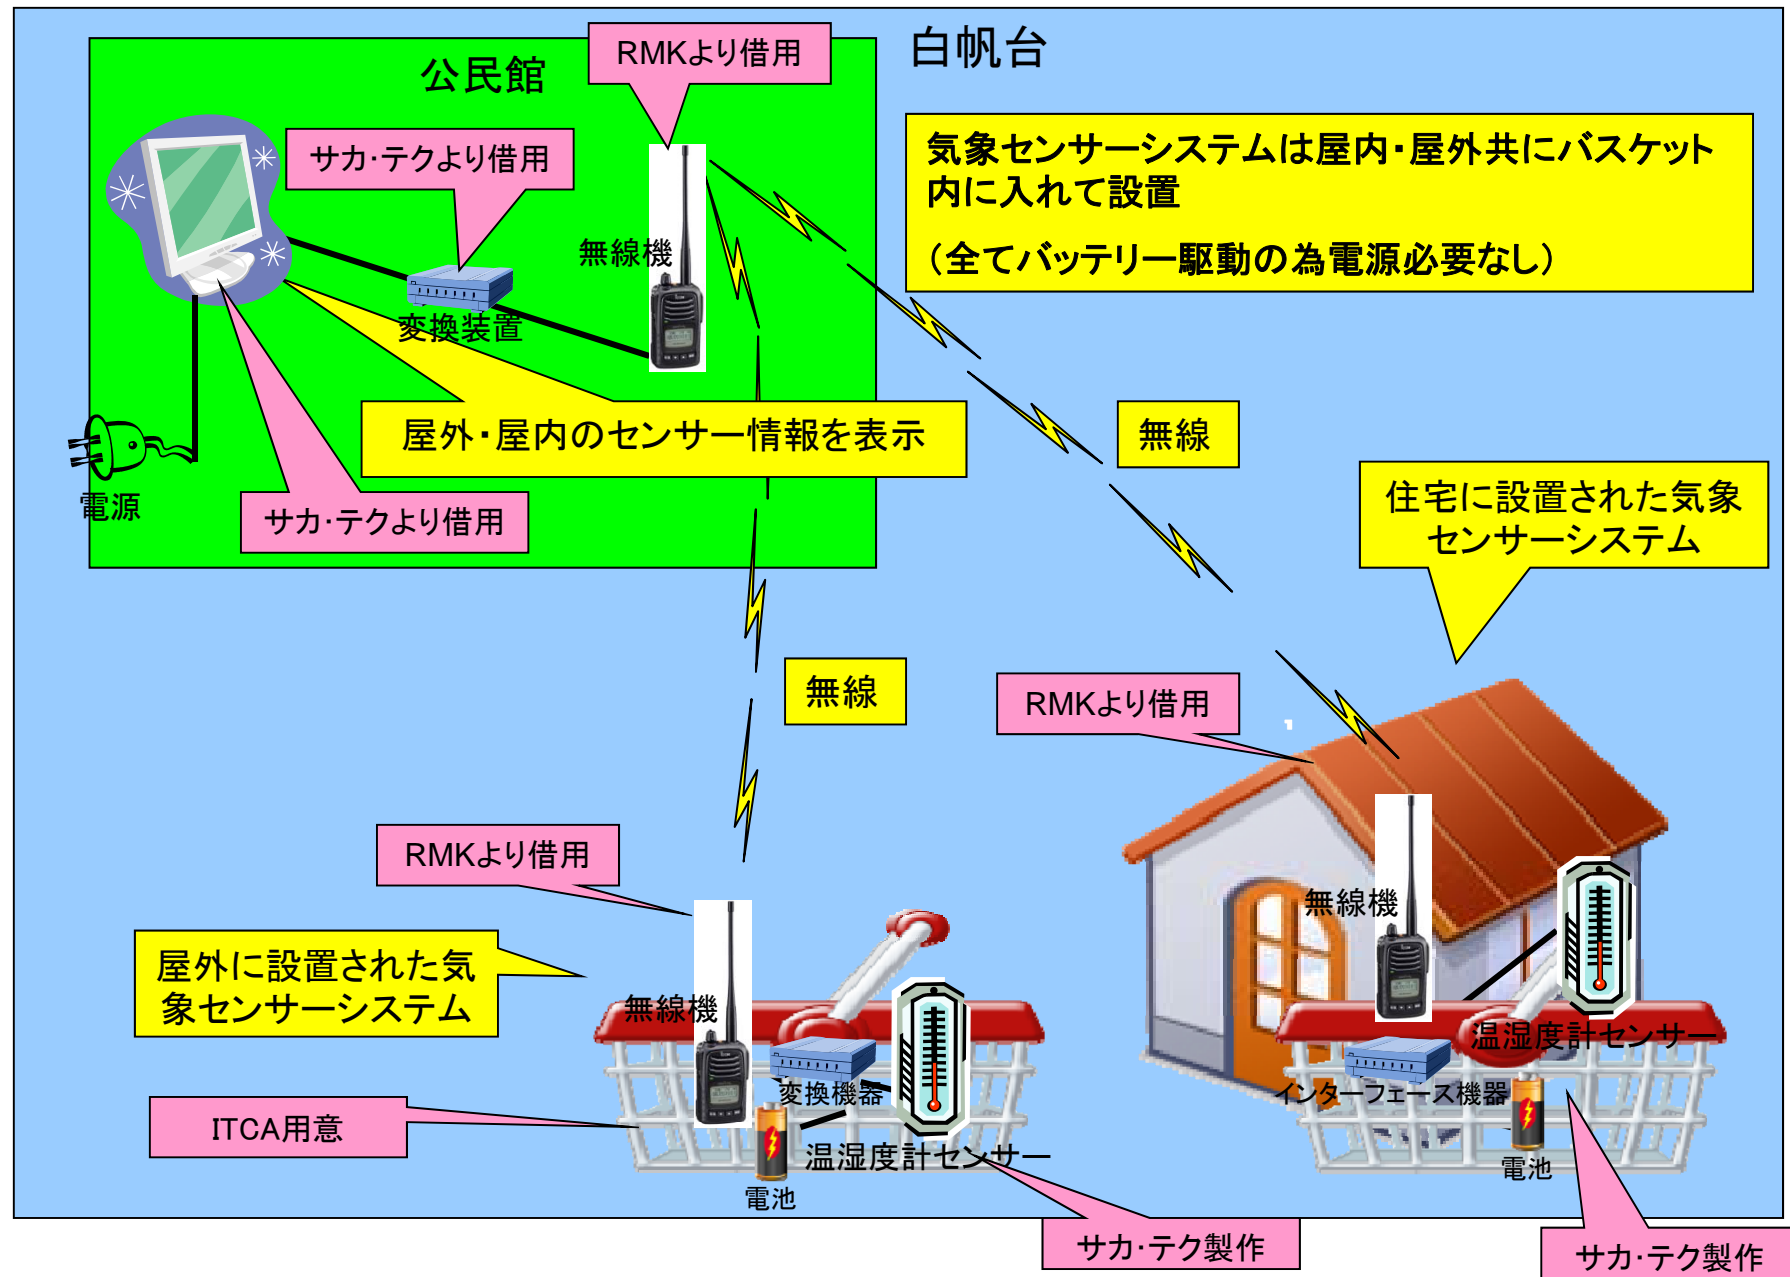 白帆台
公民館
RMKより借用
サカ・テクより借用
無線機
変換装置
気象センサーシステムは屋内・屋外共にバスケット
内に入れて設置
（全てバッテリー駆動の為電源必要なし）
屋外・屋内のセンサー情報を表示
電源
サカ・テクより借用
無線
住宅に設置された気象
センサーシステム
無線
RMKより借用
RMKより借用
屋外に設置された気
象センサーシステム
無線機
変換機器
ITCA用意
温湿度計センサー
電池
サカ・テク製作
無線機
温湿度計センサー
インターフェース機器
電池
サカ・テク製作